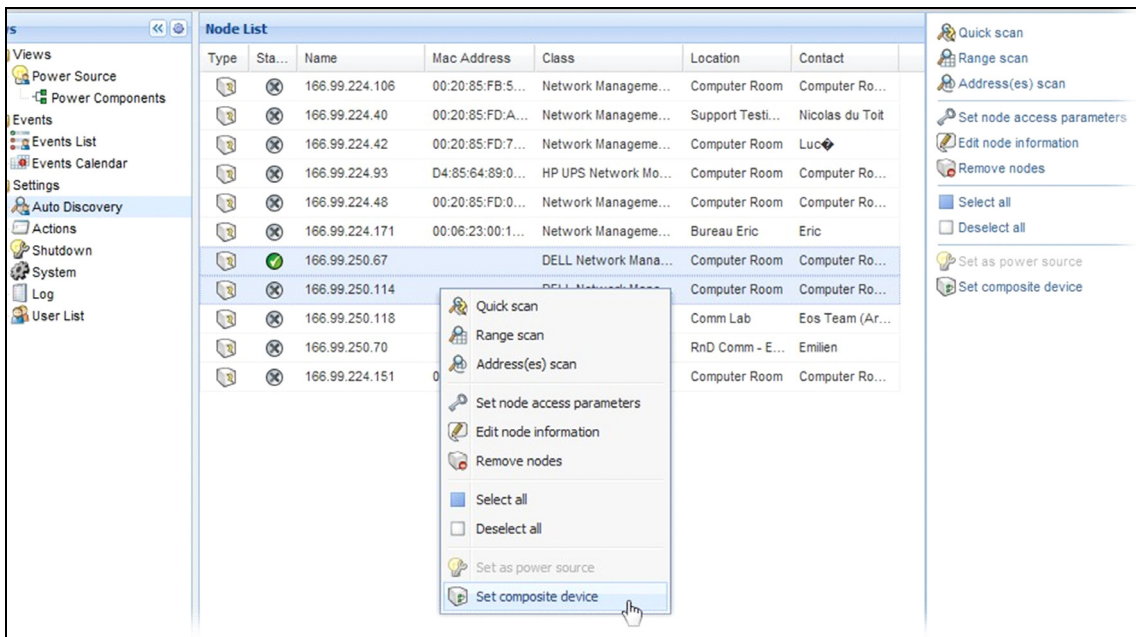 s
Node List
Views
Power Source
Power Components
Events
Events List
Events Calendar
Settings
Auto Discovery
Actions
Shutdown
System
Log
User List
Type Sta... Name Mac Address Class Location Contact
166.99.224.106 00:20:85:FB:5... Network Manageme... Computer Room Computer Ro...
166.99.224.40 00:20:85:FD:A... Network Manageme... Support Testi... Nicolas du Toit
166.99.224.42 00:20:85:FD:7... Network Manageme... Computer Room Luc�
166.99.224.93 D4:85:64:89:0... HP UPS Network Mo... Computer Room Computer Ro...
166.99.224.48 00:20:85:FD:0... Network Manageme... Computer Room Computer Ro...
166.99.224.171 00:06:23:00:1... Network Manageme... Bureau Eric Eric
166.99.250.67 DELL Network Mana... Computer Room Computer Ro...
166.99.250.114 DELL Network Mana... Computer Room Computer Ro...
166.99.250.118 Comm Lab Eos Team (Ar...
166.99.250.70 RnD Comm - E... Emilien
166.99.224.151 0 Computer Room Computer Ro...
Quick scan
Range scan
Address(es) scan
Set node access parameters
Edit node information
Remove nodes
Select all
Deselect all
Set as power source
Set composite device
Quick scan
Range scan
Address(es) scan
Set node access parameters
Edit node information
Remove nodes
Select all
Deselect all
Set as power source
Set composite device